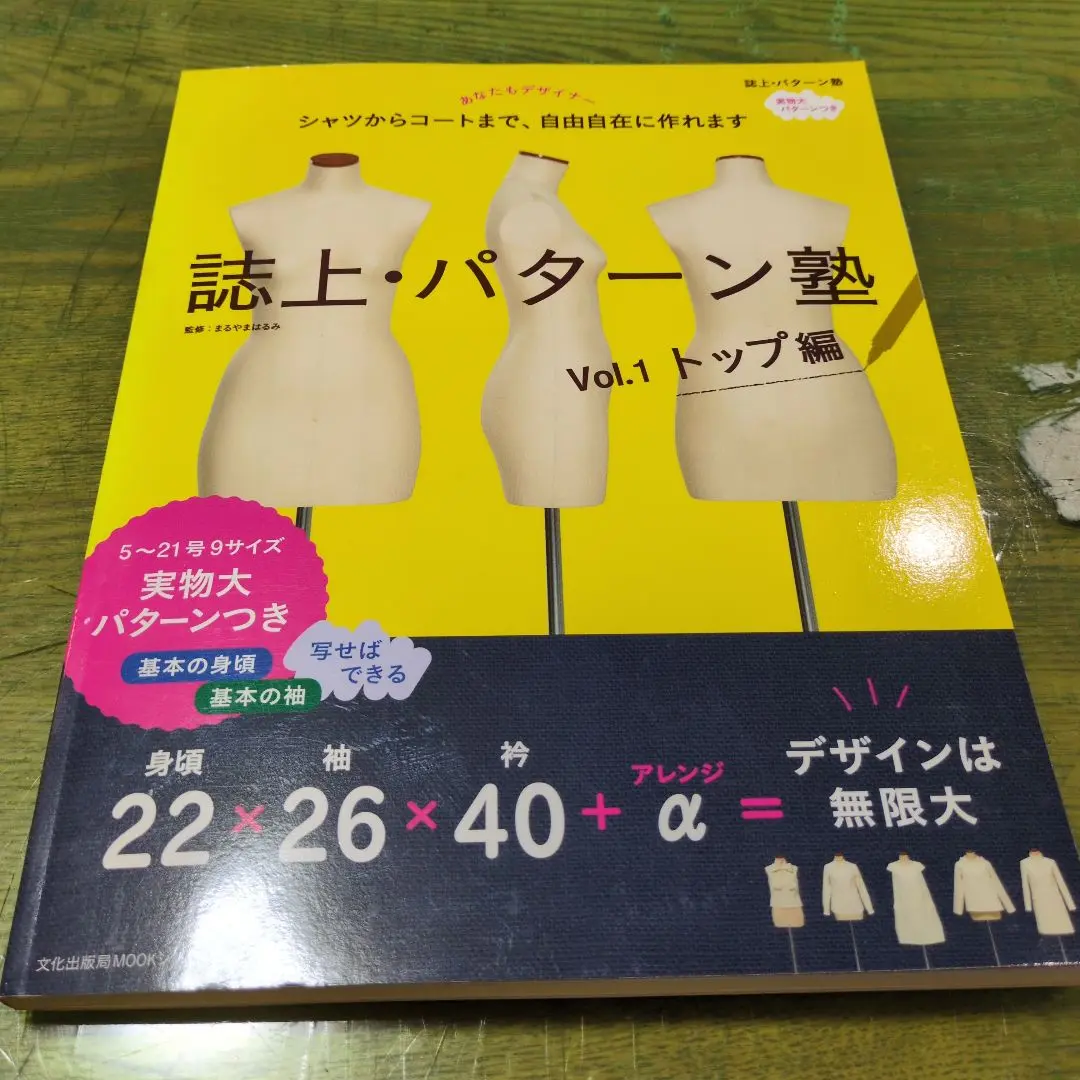 あなたもデザイナー
シャツからコートまで、自由自在に作れます
誌上・パターン塾
実物大
パターンつき
誌上・パターン塾
監修:まるやまはるみ
Vol.1 トップ編
5〜21号9サイズ
実物大
パターンつき
基本の身頃
基本の袖
写せば
できる
身頃 袖 衿 アレンジ
22×26×40+α=
デザインは
無限大
文化出版局MOOK